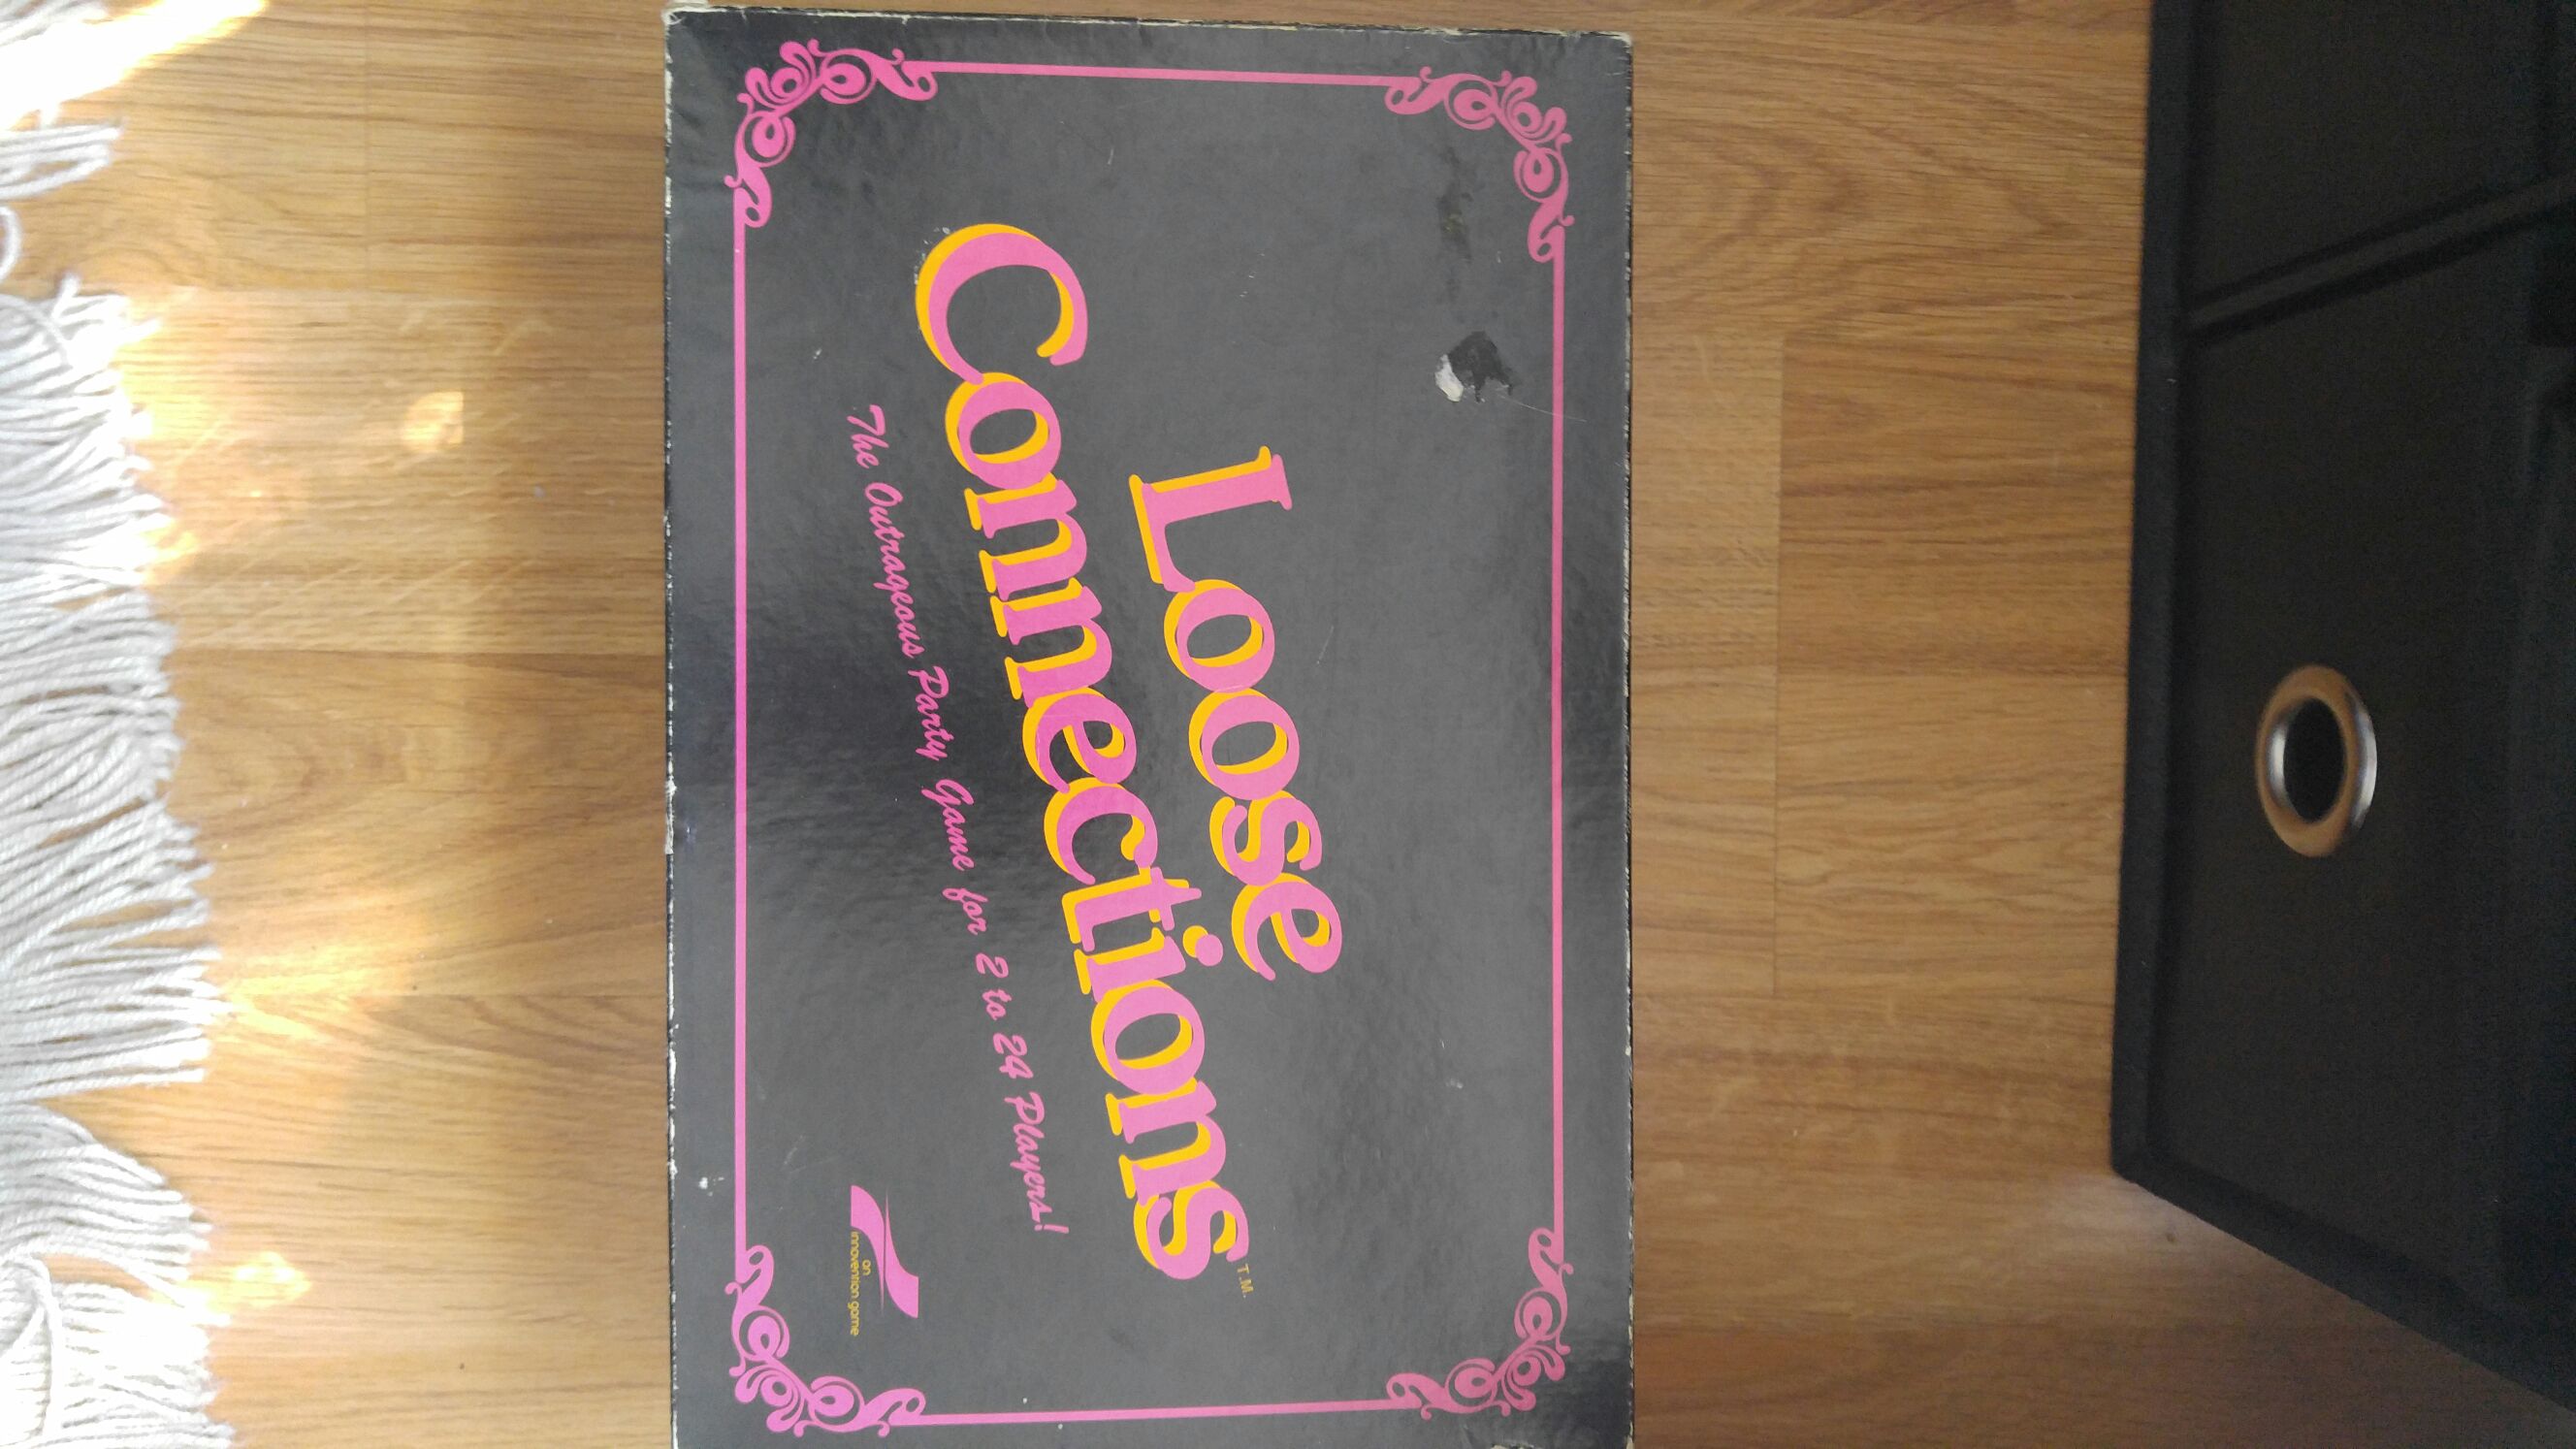 Loose
Connections T.M.
The Outrageous Party Game for 2 to 24 Players!
an
innovention game